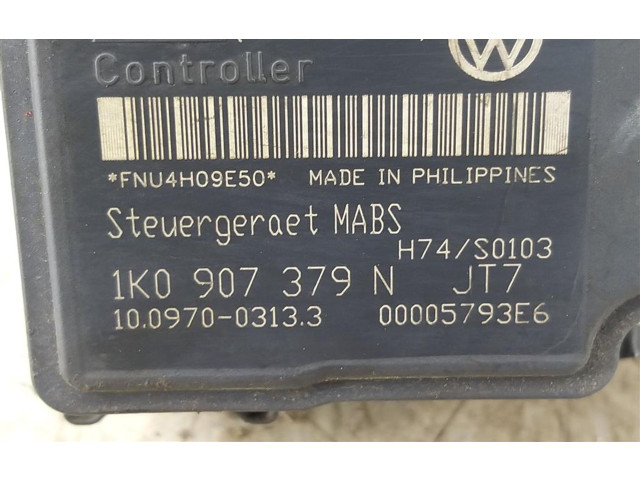 Controller
*FNU4H09E50* MADE IN PHILIPPINES
Steuergeraet MABS
H74/S0103
1K0 907 379 N JT7
10.0970-0313.3 00005793E6